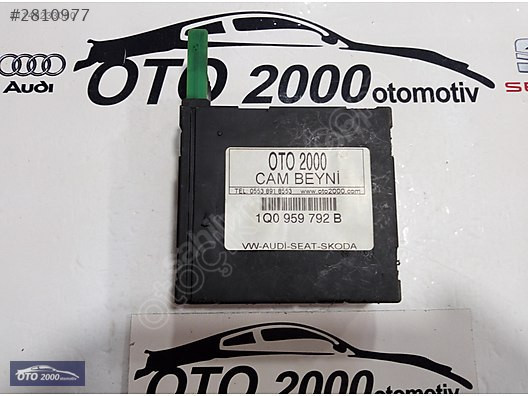 #2810977
Audi
OTO 2000 otomotiv
SE
OTO 2000
CAM BEYNİ
TEL: 0553 891 8553 www.oto2000.com
1Q0 959 792 B
VW-AUDI-SEAT-SKODA
OTO 2000 otomotiv
OTO 2000 otomotiv